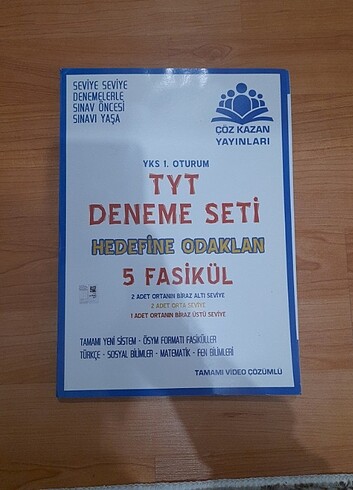 SEVİYE SEVİYE
DENEMELERLE
SINAV ÖNCESİ
SINAVI YAŞA
ÇÖZ KAZAN
YAYINLARI
YKS 1. OTURUM
TYT
DENEME SETİ
HEDEFİNE ODAKLAN
5 FASİKÜL
2 ADET ORTANIN BİRAZ ALTI SEVİYE
2 ADET ORTA SEVİYE
1 ADET ORTANIN BİRAZ ÜSTÜ SEVİYE
TAMAMI YENİ SİSTEM - ÖSYM FORMATI FASİKÜLLER
TÜRKÇE - SOSYAL BİLİMLER - MATEMATİK - FEN BİLİMLERİ
TAMAMI VİDEO ÇÖZÜMLÜ